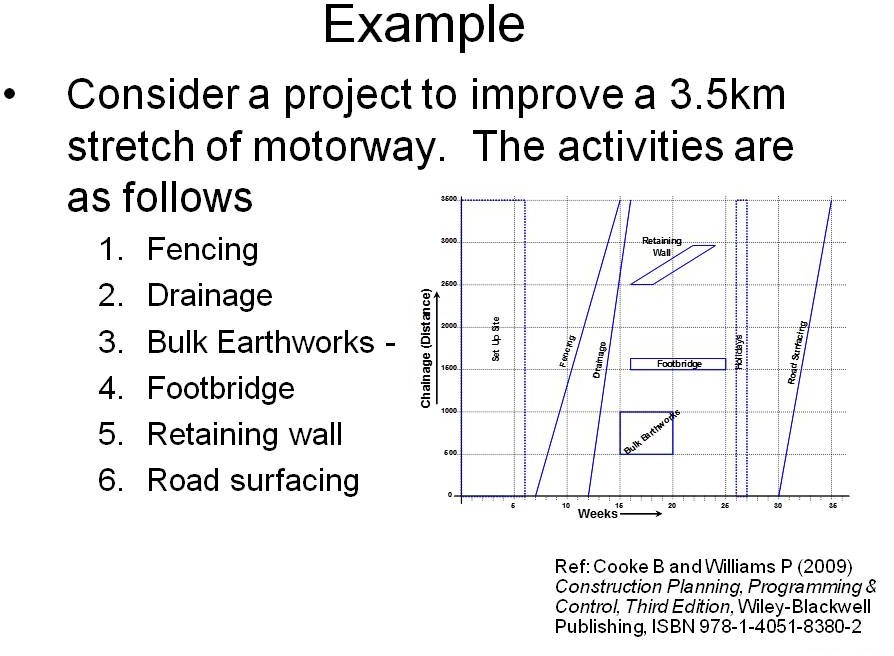 Example
• Consider a project to improve a 3.5km
stretch of motorway. The activities are
as follows
1. Fencing
2. Drainage
3. Bulk Earthworks -
4. Footbridge
5. Retaining wall
6. Road surfacing
Chainage (Distance)
3500
3000
2500
2000
1500
1000
500
0
Set Up Site
Fencing
Drainage
Retaining
Wall
Footbridge
Bulk Earthworks
Holidays
Road Surfacing
5
10
15
20
25
30
35
Weeks
Ref: Cooke B and Williams P (2009)
Construction Planning, Programming &
Control, Third Edition, Wiley-Blackwell
Publishing, ISBN 978-1-4051-8380-2